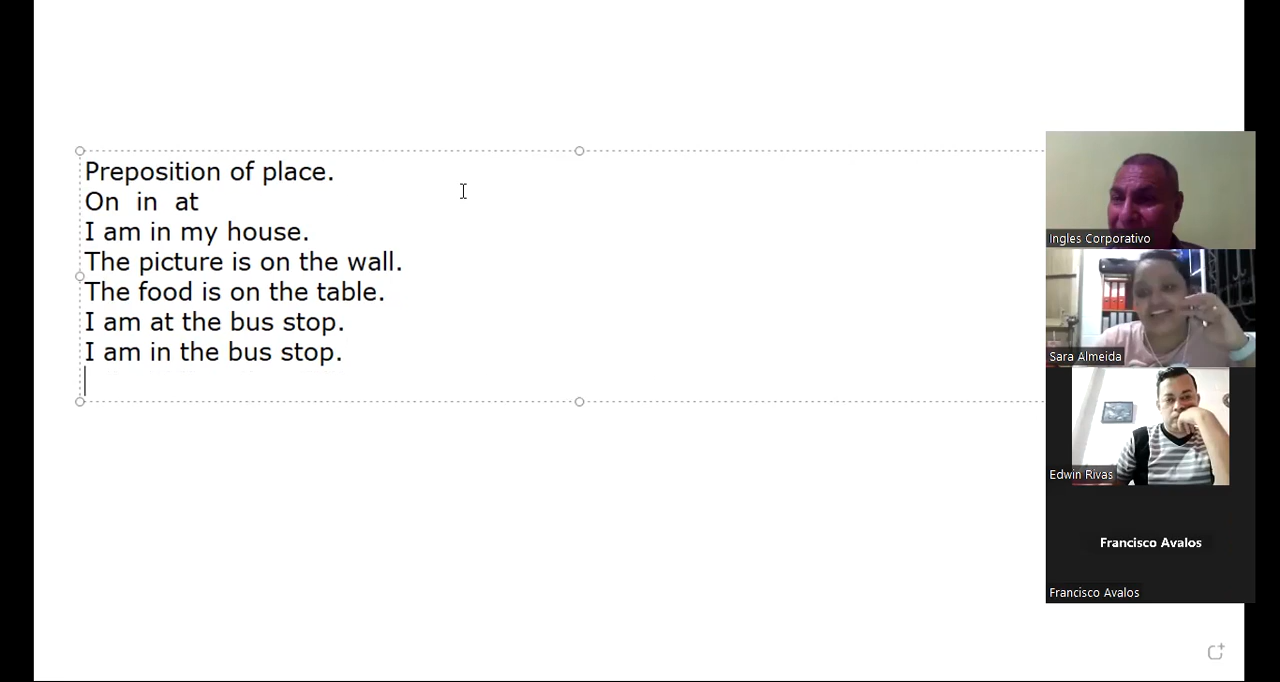 Preposition of place.
On in at
I am in my house.
The picture is on the wall.
The food is on the table.
I am at the bus stop.
I am in the bus stop.
Ingles Corporativo
Sara Almeida
Edwin Rivas
Francisco Avalos
Francisco Avalos